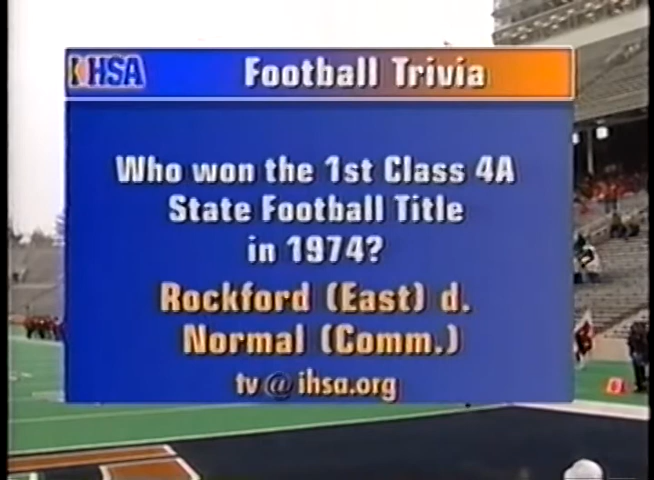 IHSA Football Trivia
Who won the 1st Class 4A
State Football Title
in 1974?
Rockford (East) d.
Normal (Comm.)
tv@ihsa.org